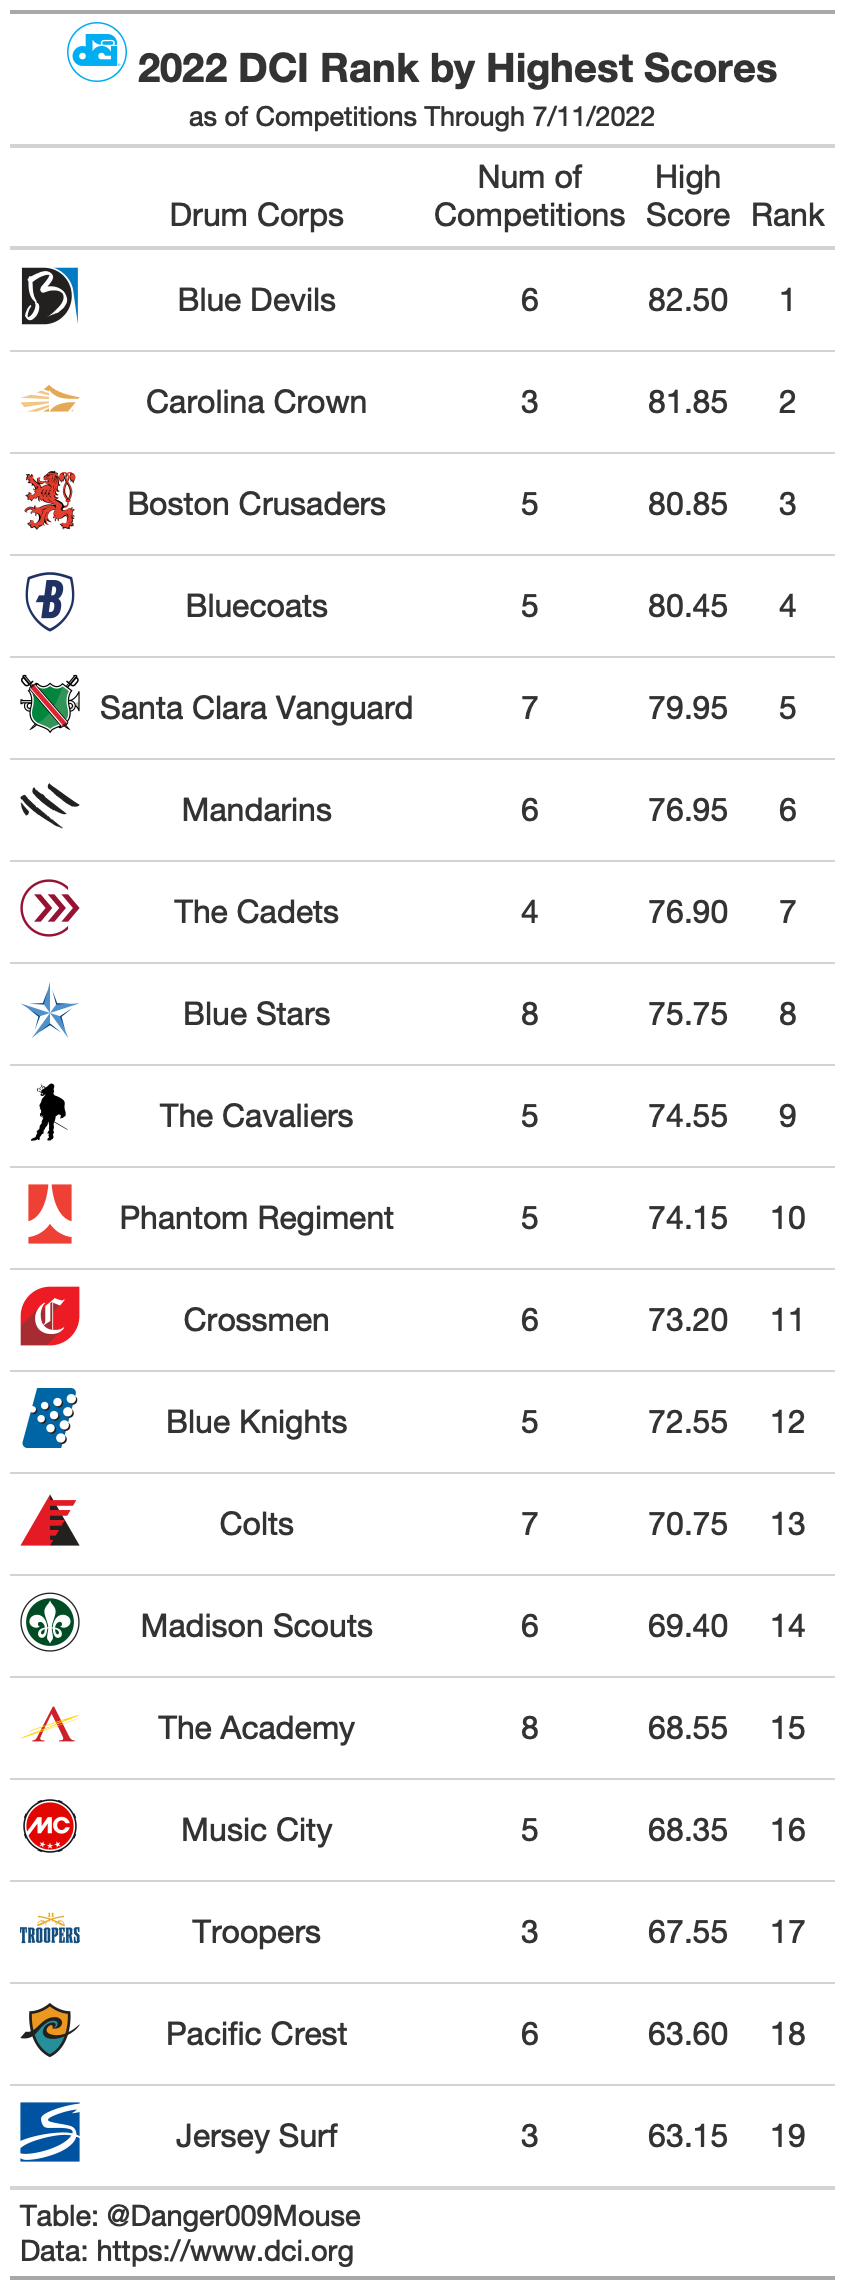 dci
2022 DCI Rank by Highest Scores
as of Competitions Through 7/11/2022
Drum Corps Num of Competitions High Score Rank
B Blue Devils 6 82.50 1
Carolina Crown 3 81.85 2
Boston Crusaders 5 80.85 3
B Bluecoats 5 80.45 4
Santa Clara Vanguard 7 79.95 5
Mandarins 6 76.95 6
The Cadets 4 76.90 7
Blue Stars 8 75.75 8
The Cavaliers 5 74.55 9
Phantom Regiment 5 74.15 10
C Crossmen 6 73.20 11
Blue Knights 5 72.55 12
Colts 7 70.75 13
Madison Scouts 6 69.40 14
A The Academy 8 68.55 15
MC Music City 5 68.35 16
TROOPERS Troopers 3 67.55 17
Pacific Crest 6 63.60 18
S Jersey Surf 3 63.15 19
Table: @Danger009Mouse
Data: https://www.dci.org